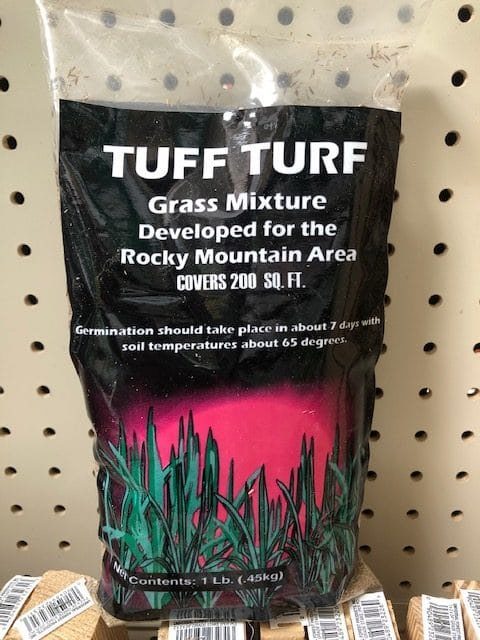 TUFF TURF
Grass Mixture
Developed for the
Rocky Mountain Area
COVERS 200 SQ. FT.
Germination should take place in about 7 days with
soil temperatures about 65 degrees.
Net Contents: 1 Lb. (.45kg)